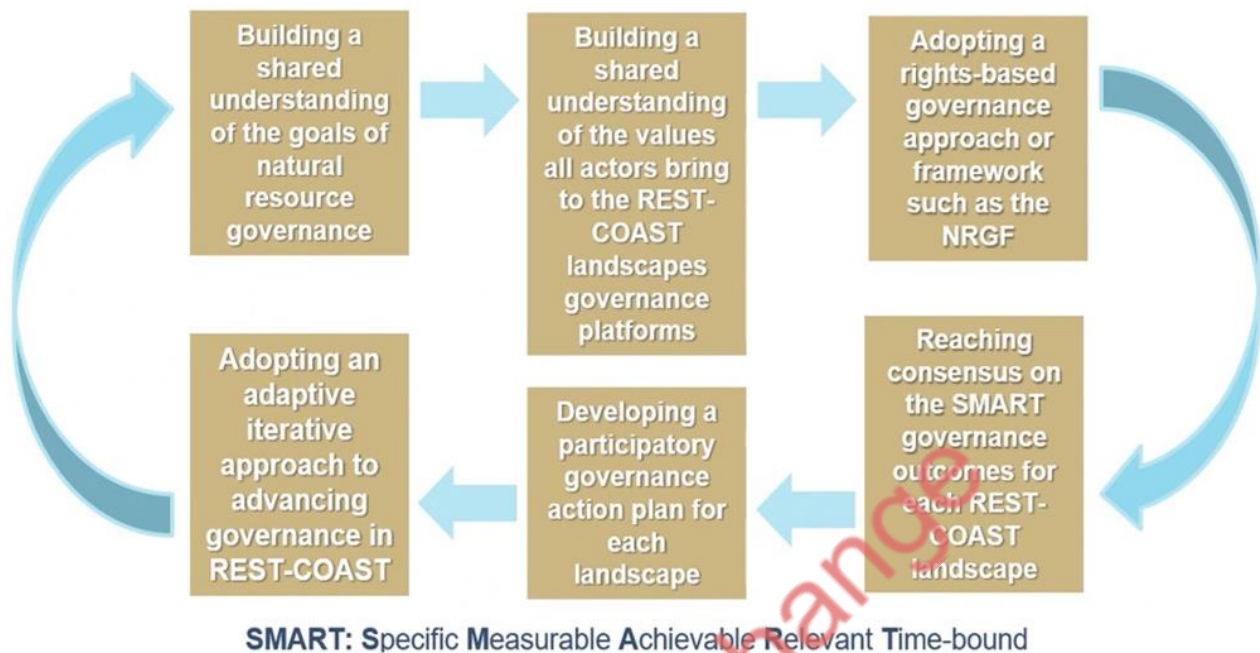 Building a
shared
understanding
of the goals of
natural
resource
governance
Building a
shared
understanding
of the values
all actors bring
to the REST-
COAST
landscapes
governance
platforms
Adopting a
rights-based
governance
approach or
framework
such as the
NRGF
Reaching
consensus on
the SMART
governance
outcomes for
each REST-
COAST
landscape
Developing a
participatory
governance
action plan for
each
landscape
Adopting an
adaptive
iterative
approach to
advancing
governance in
REST-COAST
SMART: Specific Measurable Achievable Relevant Time-bound
hange